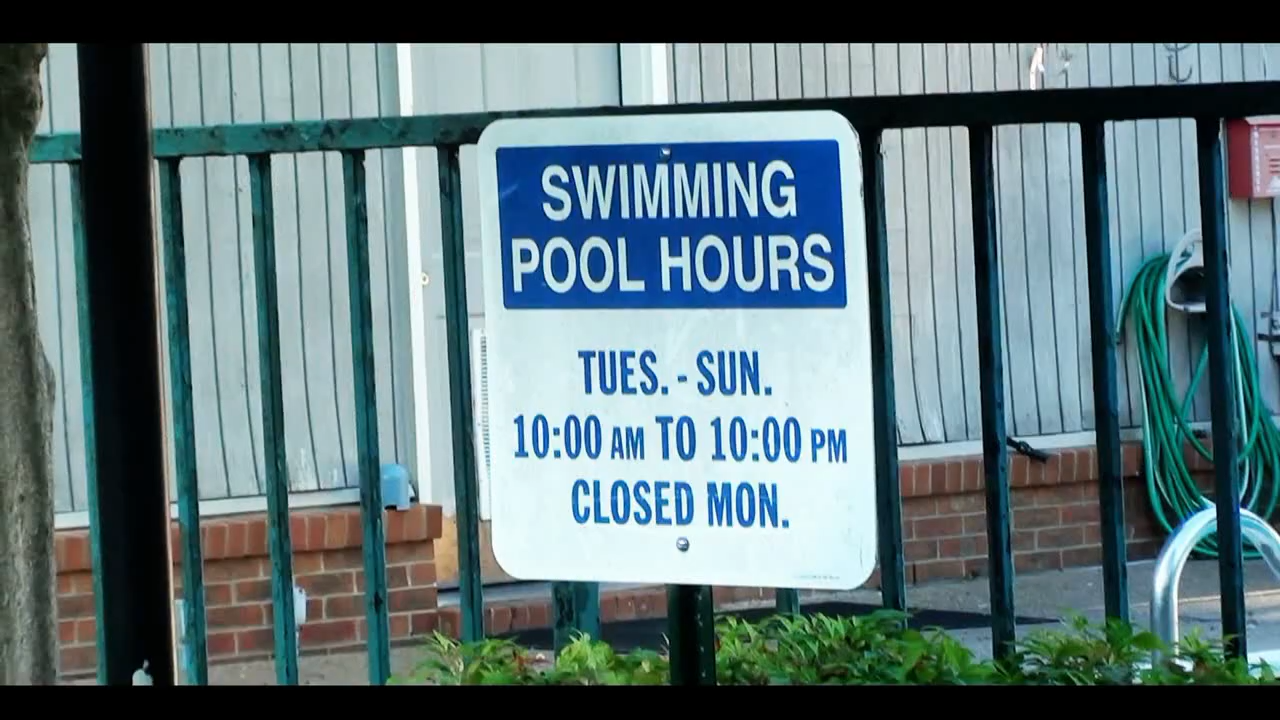 SWIMMING
POOL HOURS
TUES. - SUN.
10:00 AM TO 10:00 PM
CLOSED MON.